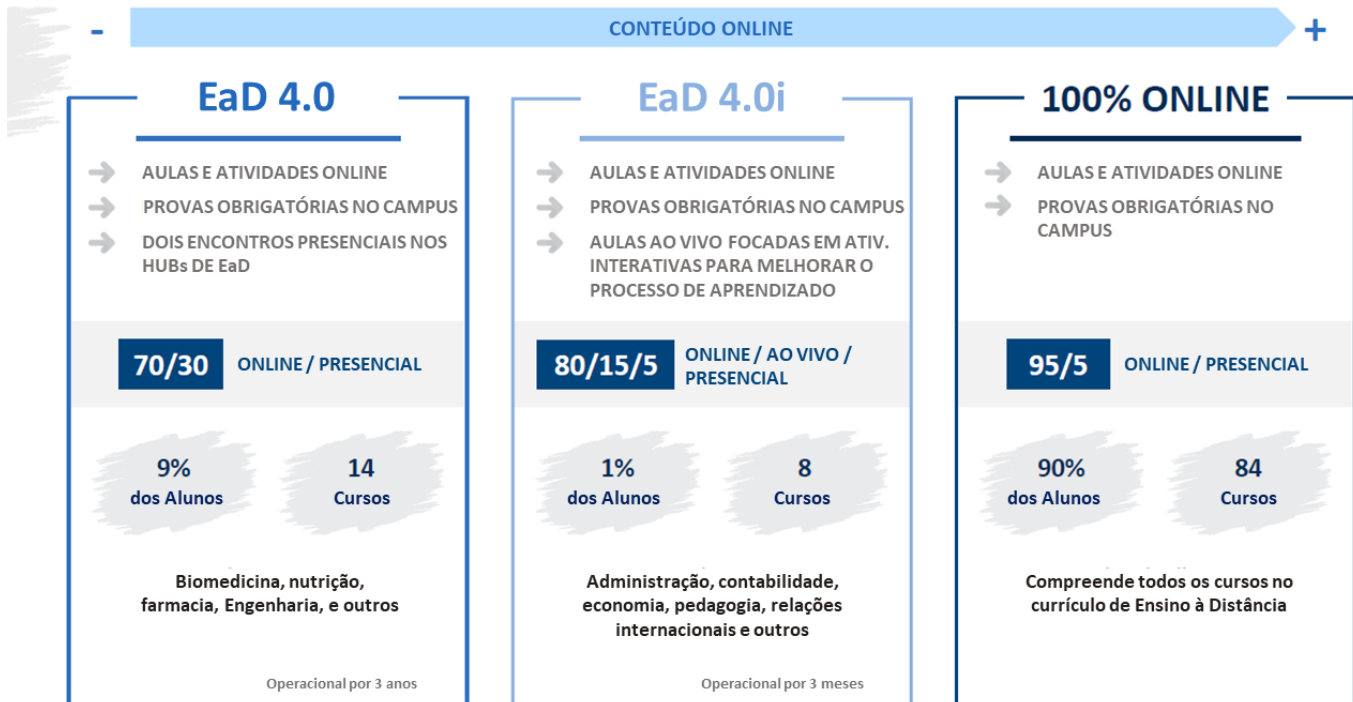 -
CONTEÚDO ONLINE
+
EaD 4.0
AULAS E ATIVIDADES ONLINE
PROVAS OBRIGATÓRIAS NO CAMPUS
DOIS ENCONTROS PRESENCIAIS NOS
HUBs DE EaD
70/30
ONLINE / PRESENCIAL
9%
dos Alunos
14
Cursos
Biomedicina, nutrição,
farmacia, Engenharia, e outros
Operacional por 3 anos
EaD 4.0i
AULAS E ATIVIDADES ONLINE
PROVAS OBRIGATÓRIAS NO CAMPUS
AULAS AO VIVO FOCADAS EM ATIV.
INTERATIVAS PARA MELHORAR O
PROCESSO DE APRENDIZADO
80/15/5
ONLINE / AO VIVO /
PRESENCIAL
1%
dos Alunos
8
Cursos
Administração, contabilidade,
economia, pedagogia, relações
internacionais e outros
Operacional por 3 meses
100% ONLINE
AULAS E ATIVIDADES ONLINE
PROVAS OBRIGATÓRIAS NO
CAMPUS
95/5
ONLINE / PRESENCIAL
90%
dos Alunos
84
Cursos
Compreende todos os cursos no
currículo de Ensino à Distância